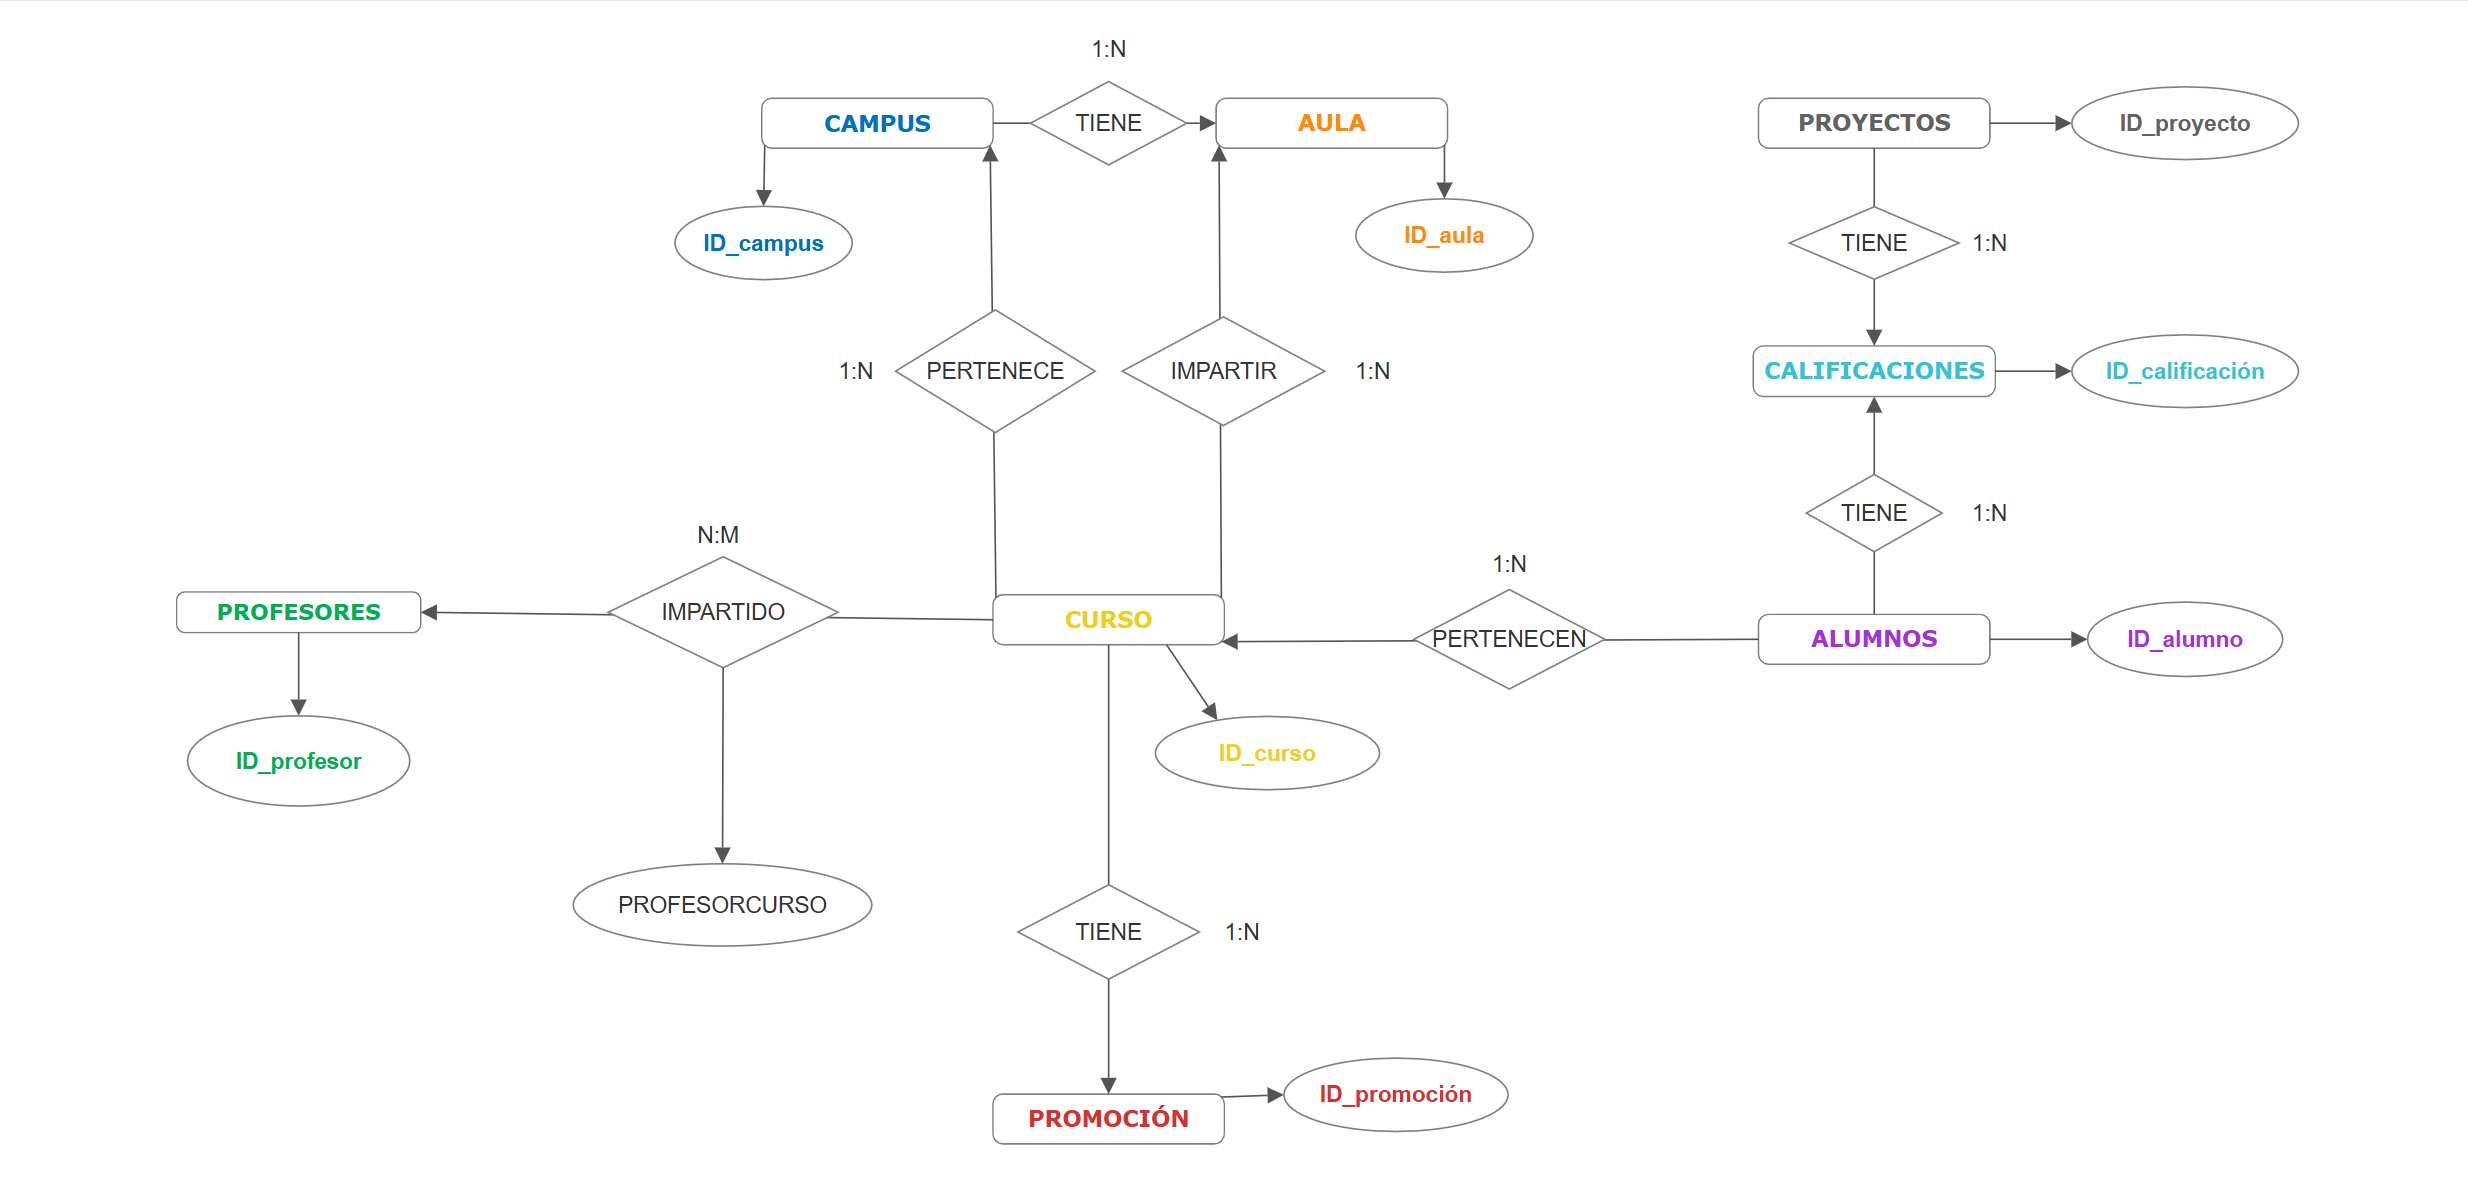 1:N
CAMPUS
TIENE
AULA
PROYECTOS
ID_proyecto
ID_campus
ID_aula
TIENE
1:N
1:N
PERTENECE
IMPARTIR
1:N
CALIFICACIONES
ID_calificación
TIENE
1:N
N:M
1:N
PROFESORES
IMPARTIDO
CURSO
PERTENECEN
ALUMNOS
ID_alumno
ID_profesor
ID_curso
PROFESORCURSO
TIENE
1:N
PROMOCIÓN
ID_promoción